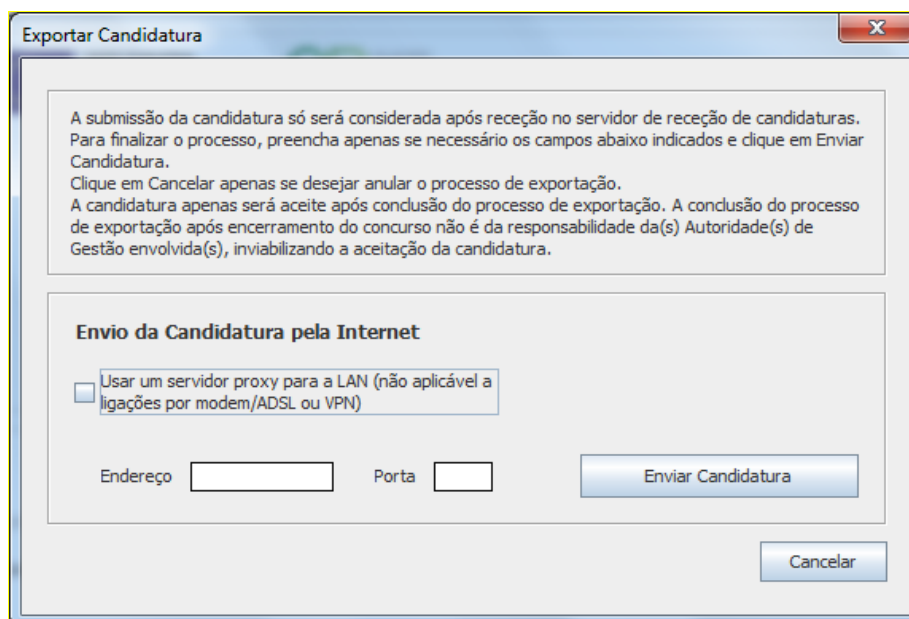 Exportar Candidatura
A submissão da candidatura só será considerada após receção no servidor de receção de candidaturas.
Para finalizar o processo, preencha apenas se necessário os campos abaixo indicados e clique em Enviar
Candidatura.
Clique em Cancelar apenas se desejar anular o processo de exportação.
A candidatura apenas será aceite após conclusão do processo de exportação. A conclusão do processo
de exportação após encerramento do concurso não é da responsabilidade da(s) Autoridade(s) de
Gestão envolvida(s), inviabilizando a aceitação da candidatura.
Envio da Candidatura pela Internet
Usar um servidor proxy para a LAN (não aplicável a
ligações por modem/ADSL ou VPN)
Endereço Porta Enviar Candidatura
Cancelar